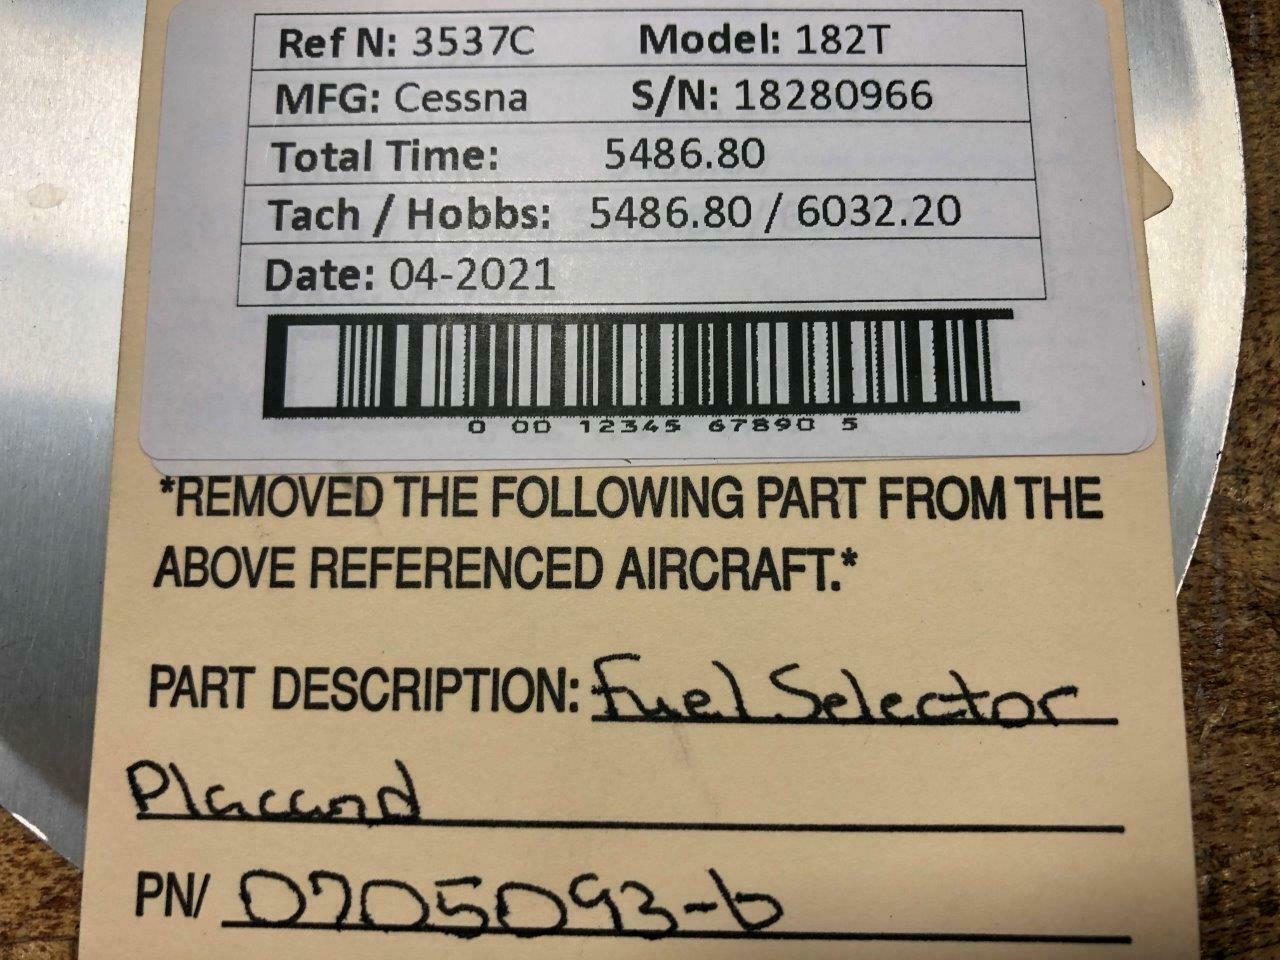 Ref N: 3537C Model: 182T
MFG: Cessna S/N: 18280966
Total Time: 5486.80
Tach / Hobbs: 5486.80 / 6032.20
Date: 04-2021
0 00 12345 67890 5
*REMOVED THE FOLLOWING PART FROM THE
ABOVE REFERENCED AIRCRAFT.*
PART DESCRIPTION: Fuel Selector
Placard
PN/ 0705093-6